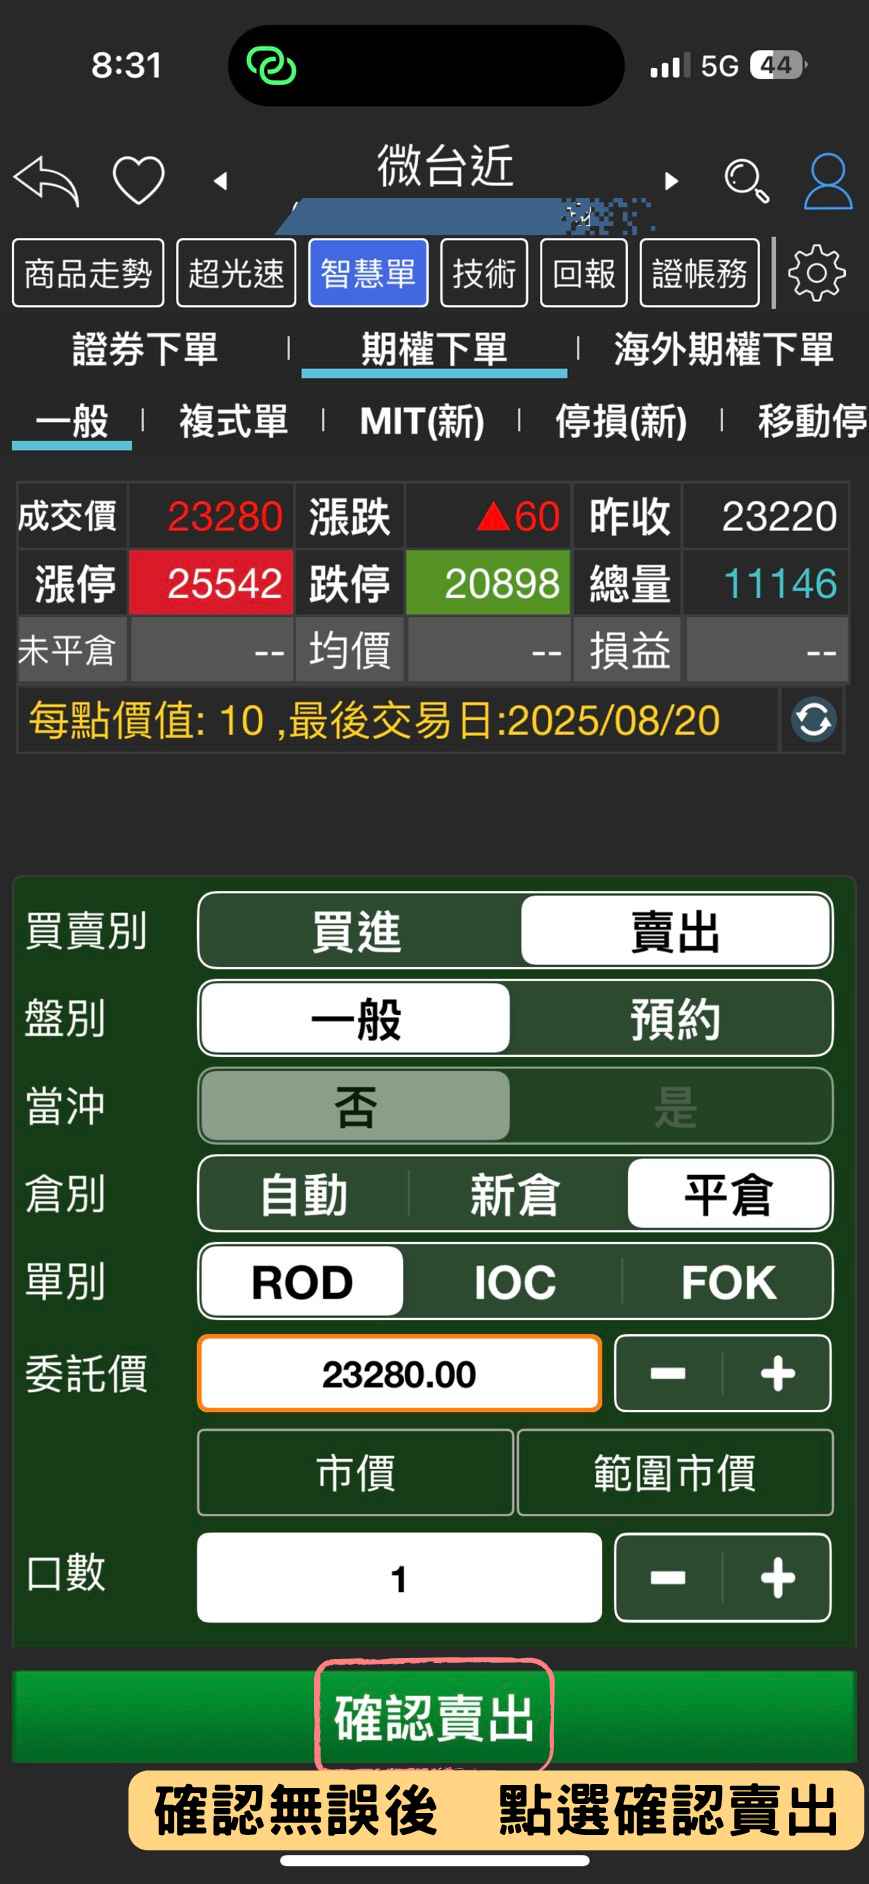 8:31 5G 44
微台近
商品走勢 超光速 智慧單 技術 回報 證帳務
證券下單 期權下單 海外期權下單
一般 複式單 MIT(新) 停損(新) 移動停
成交價 23280 漲跌 ▲60 昨收 23220
漲停 25542 跌停 20898 總量 11146
未平倉 -- 均價 -- 損益 --
每點價值: 10 ,最後交易日:2025/08/20
買賣別 買進 賣出
盤別 一般 預約
當沖 否 是
倉別 自動 新倉 平倉
單別 ROD IOC FOK
委託價 23280.00 − +
市價 範圍市價
口數 1 − +
確認賣出
確認無誤後 點選確認賣出